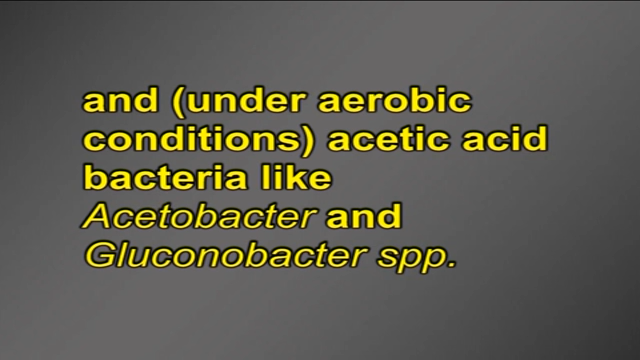 and (under aerobic
conditions) acetic acid
bacteria like
Acetobacter and
Gluconobacter spp.